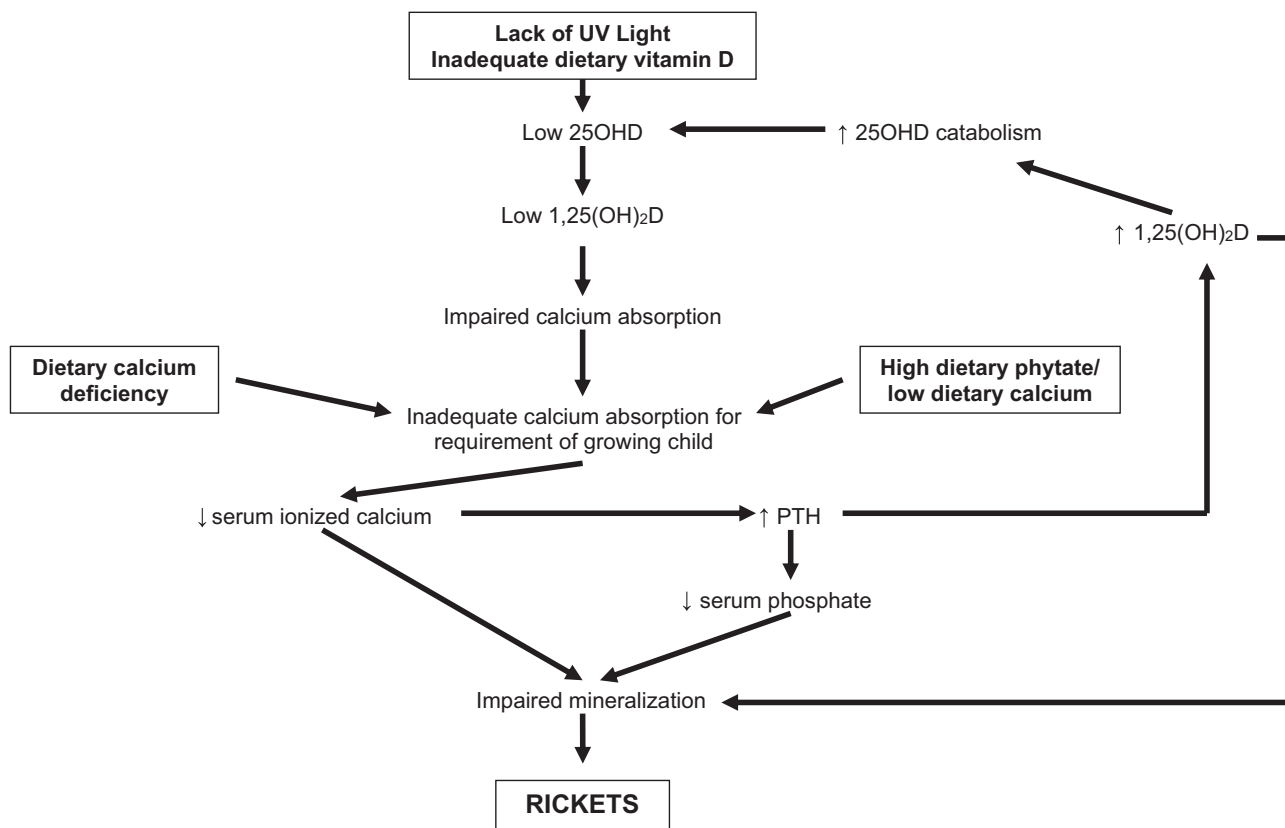 Lack of UV Light
Inadequate dietary vitamin D
Low 25OHD
↑ 25OHD catabolism
Low 1,25(OH)₂D
↑ 1,25(OH)₂D
Impaired calcium absorption
Dietary calcium
deficiency
High dietary phytate/
low dietary calcium
Inadequate calcium absorption for
requirement of growing child
↓ serum ionized calcium
↑ PTH
↓ serum phosphate
Impaired mineralization
RICKETS